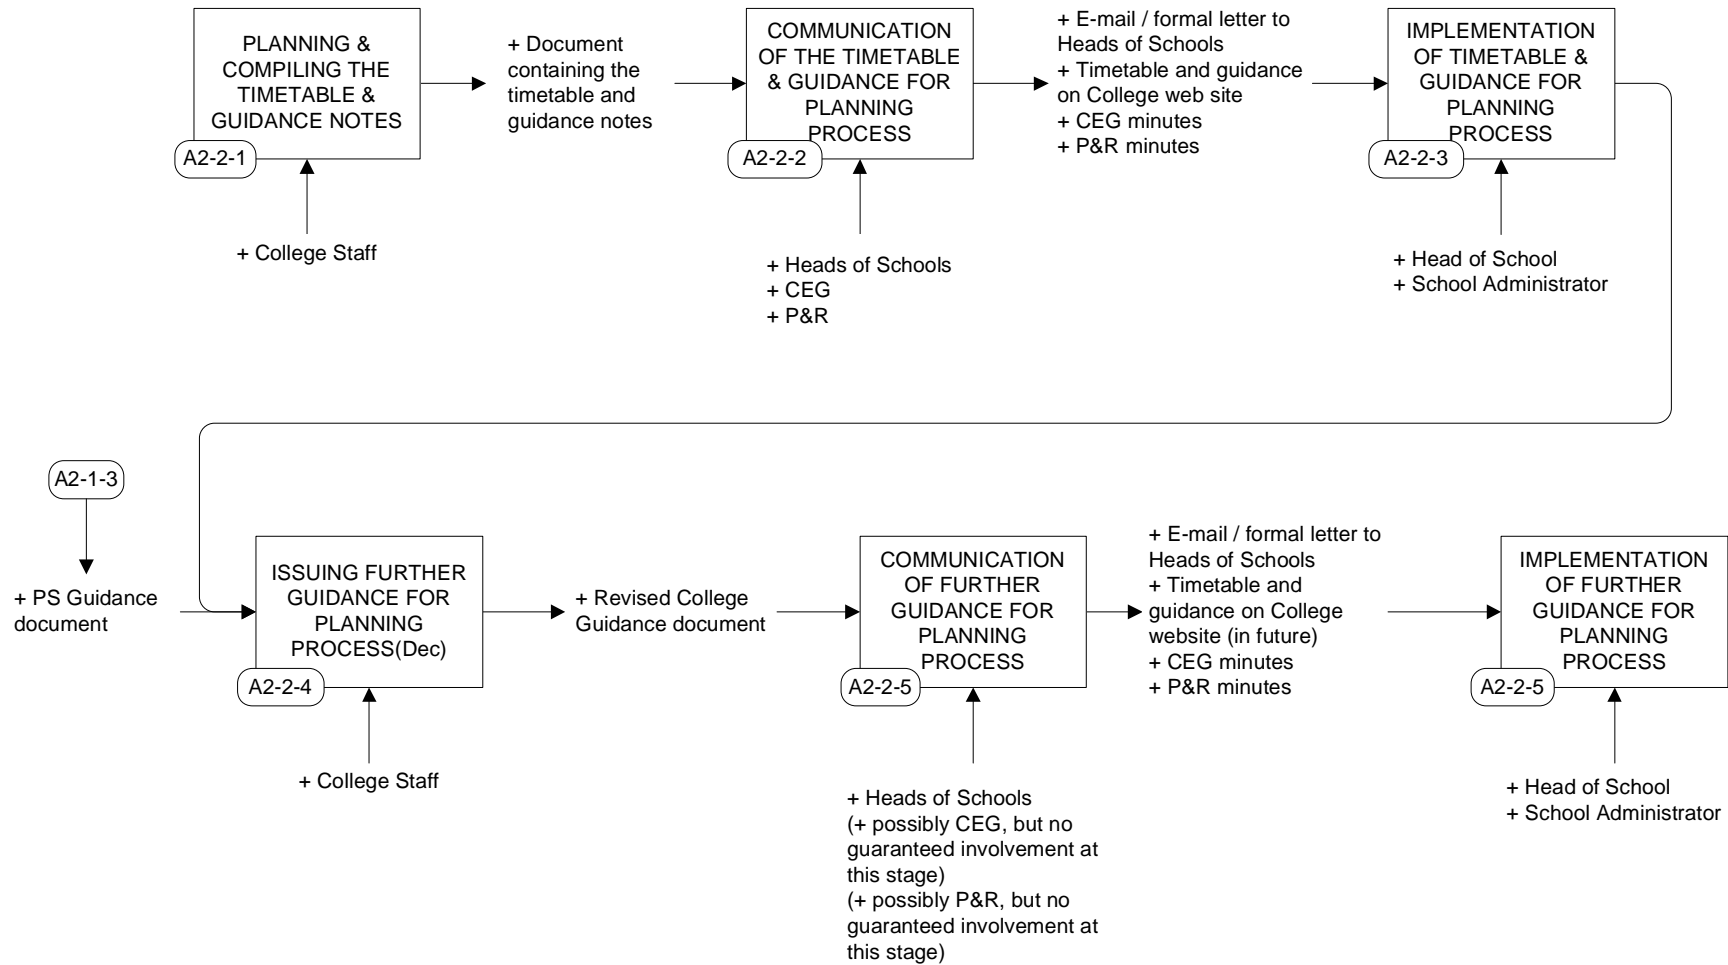 PLANNING &
COMPILING THE
TIMETABLE &
GUIDANCE NOTES
A2-2-1
+ College Staff
+ Document
containing the
timetable and
guidance notes
COMMUNICATION
OF THE TIMETABLE
& GUIDANCE FOR
PLANNING
PROCESS
A2-2-2
+ Heads of Schools
+ CEG
+ P&R
+ E-mail / formal letter to
Heads of Schools
+ Timetable and guidance
on College web site
+ CEG minutes
+ P&R minutes
IMPLEMENTATION
OF TIMETABLE &
GUIDANCE FOR
PLANNING
PROCESS
A2-2-3
+ Head of School
+ School Administrator
A2-1-3
+ PS Guidance
document
ISSUING FURTHER
GUIDANCE FOR
PLANNING
PROCESS(Dec)
A2-2-4
+ College Staff
+ Revised College
Guidance document
COMMUNICATION
OF FURTHER
GUIDANCE FOR
PLANNING
PROCESS
A2-2-5
+ Heads of Schools
(+ possibly CEG, but no
guaranteed involvement at
this stage)
(+ possibly P&R, but no
guaranteed involvement at
this stage)
+ E-mail / formal letter to
Heads of Schools
+ Timetable and
guidance on College
website (in future)
+ CEG minutes
+ P&R minutes
IMPLEMENTATION
OF FURTHER
GUIDANCE FOR
PLANNING
PROCESS
A2-2-5
+ Head of School
+ School Administrator